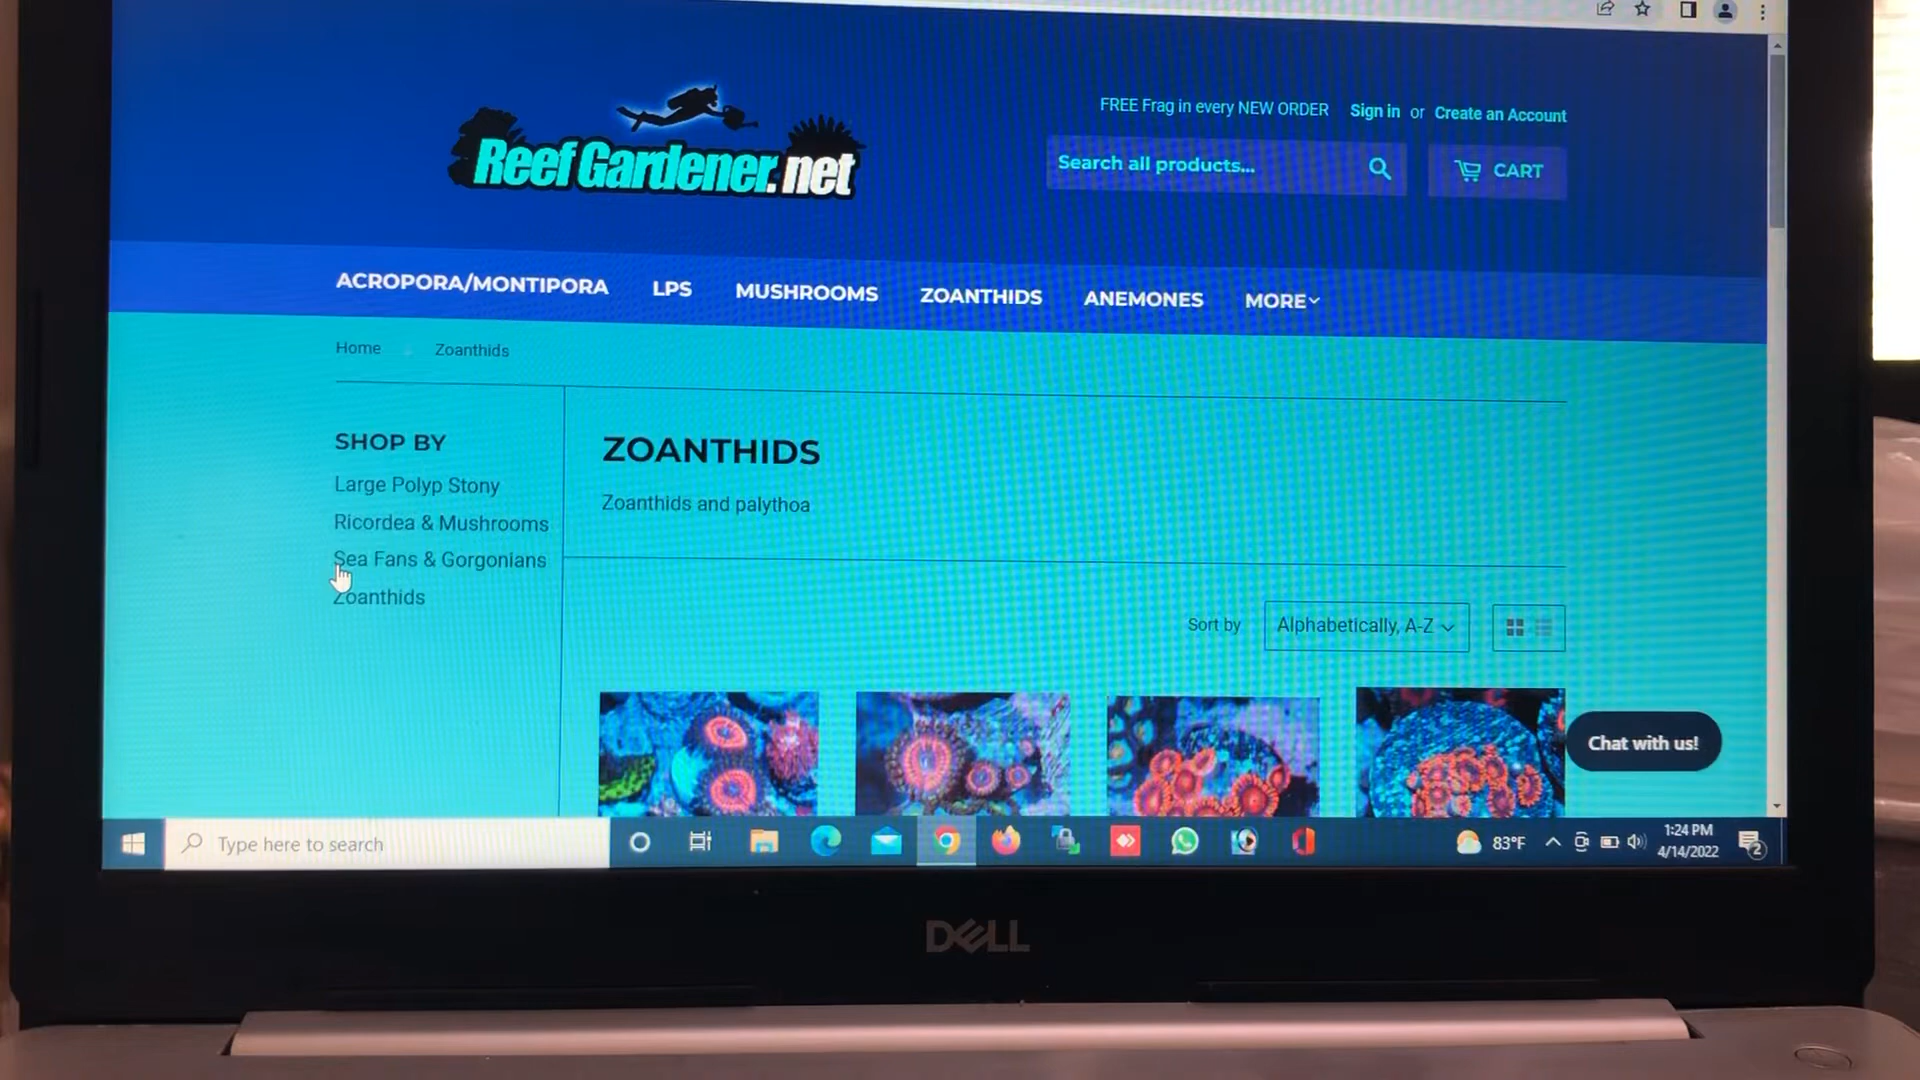 FREE Frag in every NEW ORDER Sign in or Create an Account
ReefGardener.net
Search all products...
CART
ACROPORA/MONTIPORA LPS MUSHROOMS ZOANTHIDS ANEMONES MORE
Home Zoanthids
SHOP BY
Large Polyp Stony
Ricordea & Mushrooms
Sea Fans & Gorgonians
Zoanthids
ZOANTHIDS
Zoanthids and palythoa
Sort by Alphabetically, A-Z
Chat with us!
Type here to search
83°F
1:24 PM
4/14/2022
2
DELL